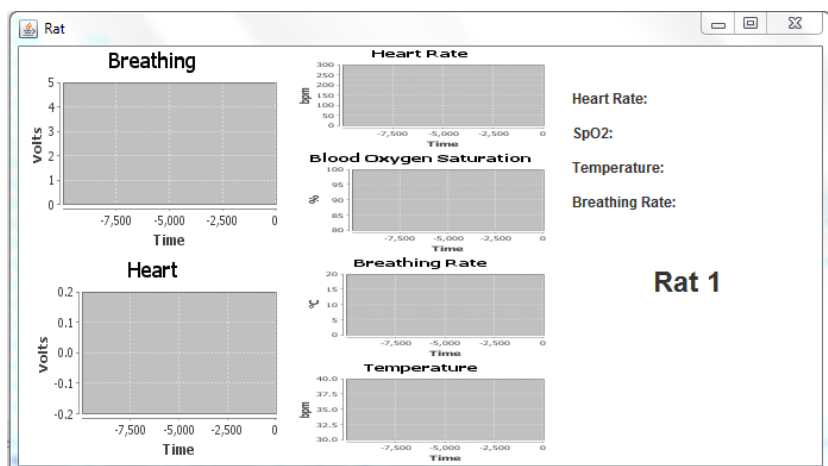 Rat
Breathing
5
4
3
2
1
0
Volts
-7,500 -5,000 -2,500 0
Time
Heart
0.2
0.1
0.0
-0.1
-0.2
Volts
-7,500 -5,000 -2,500 0
Time
Heart Rate
300
250
200
150
100
50
0
bpm
-7,500 -5,000 -2,500 0
Time
Blood Oxygen Saturation
100
95
90
85
80
%
-7,500 -5,000 -2,500 0
Time
Breathing Rate
20
15
10
5
0
ºC
-7,500 -5,000 -2,500 0
Time
Temperature
40.0
37.5
35.0
32.5
30.0
bpm
-7,500 -5,000 -2,500 0
Time
Heart Rate:
SpO2:
Temperature:
Breathing Rate:
Rat 1